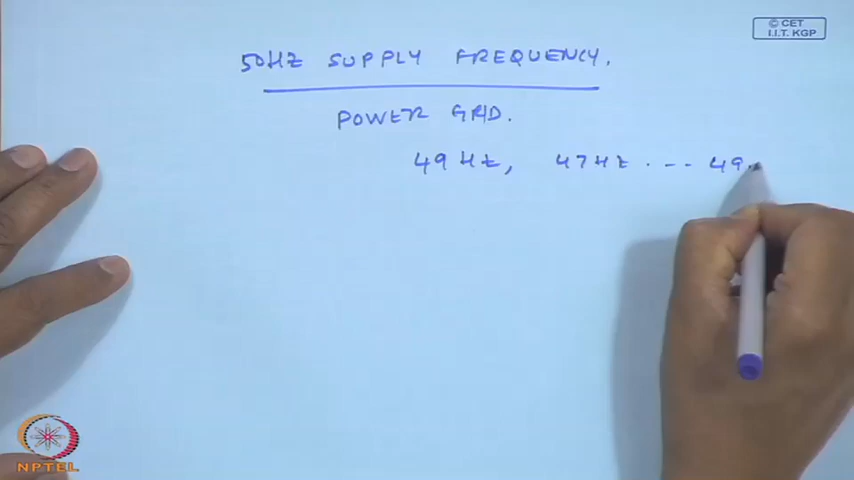 © CET
I.I.T. KGP
50HZ SUPPLY FREQUENCY.
POWER GRID.
49 HZ, 47HZ . -- 49.
NPTEL